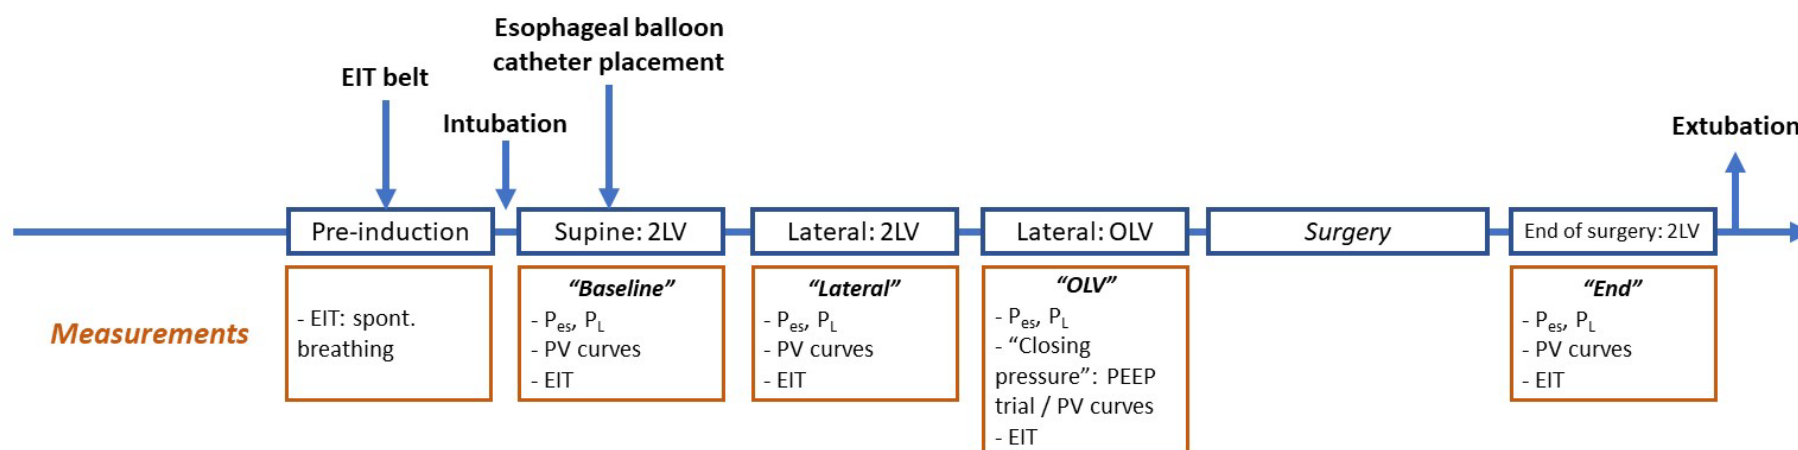 Esophageal balloon
catheter placement
EIT belt
Intubation
Extubation
Pre-induction
Supine: 2LV
Lateral: 2LV
Lateral: OLV
Surgery
End of surgery: 2LV
Measurements
- EIT: spont.
breathing
“Baseline”
- Pes, PL
- PV curves
- EIT
“Lateral”
- Pes, PL
- PV curves
- EIT
“OLV”
- Pes, PL
- “Closing
pressure”: PEEP
trial / PV curves
- EIT
“End”
- Pes, PL
- PV curves
- EIT